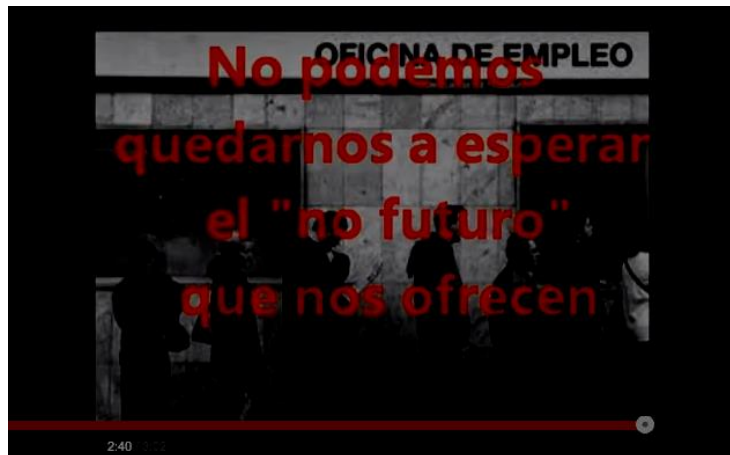 OFICINA DE EMPLEO
No podemos
quedarnos a esperar
el "no futuro"
que nos ofrecen
2:40